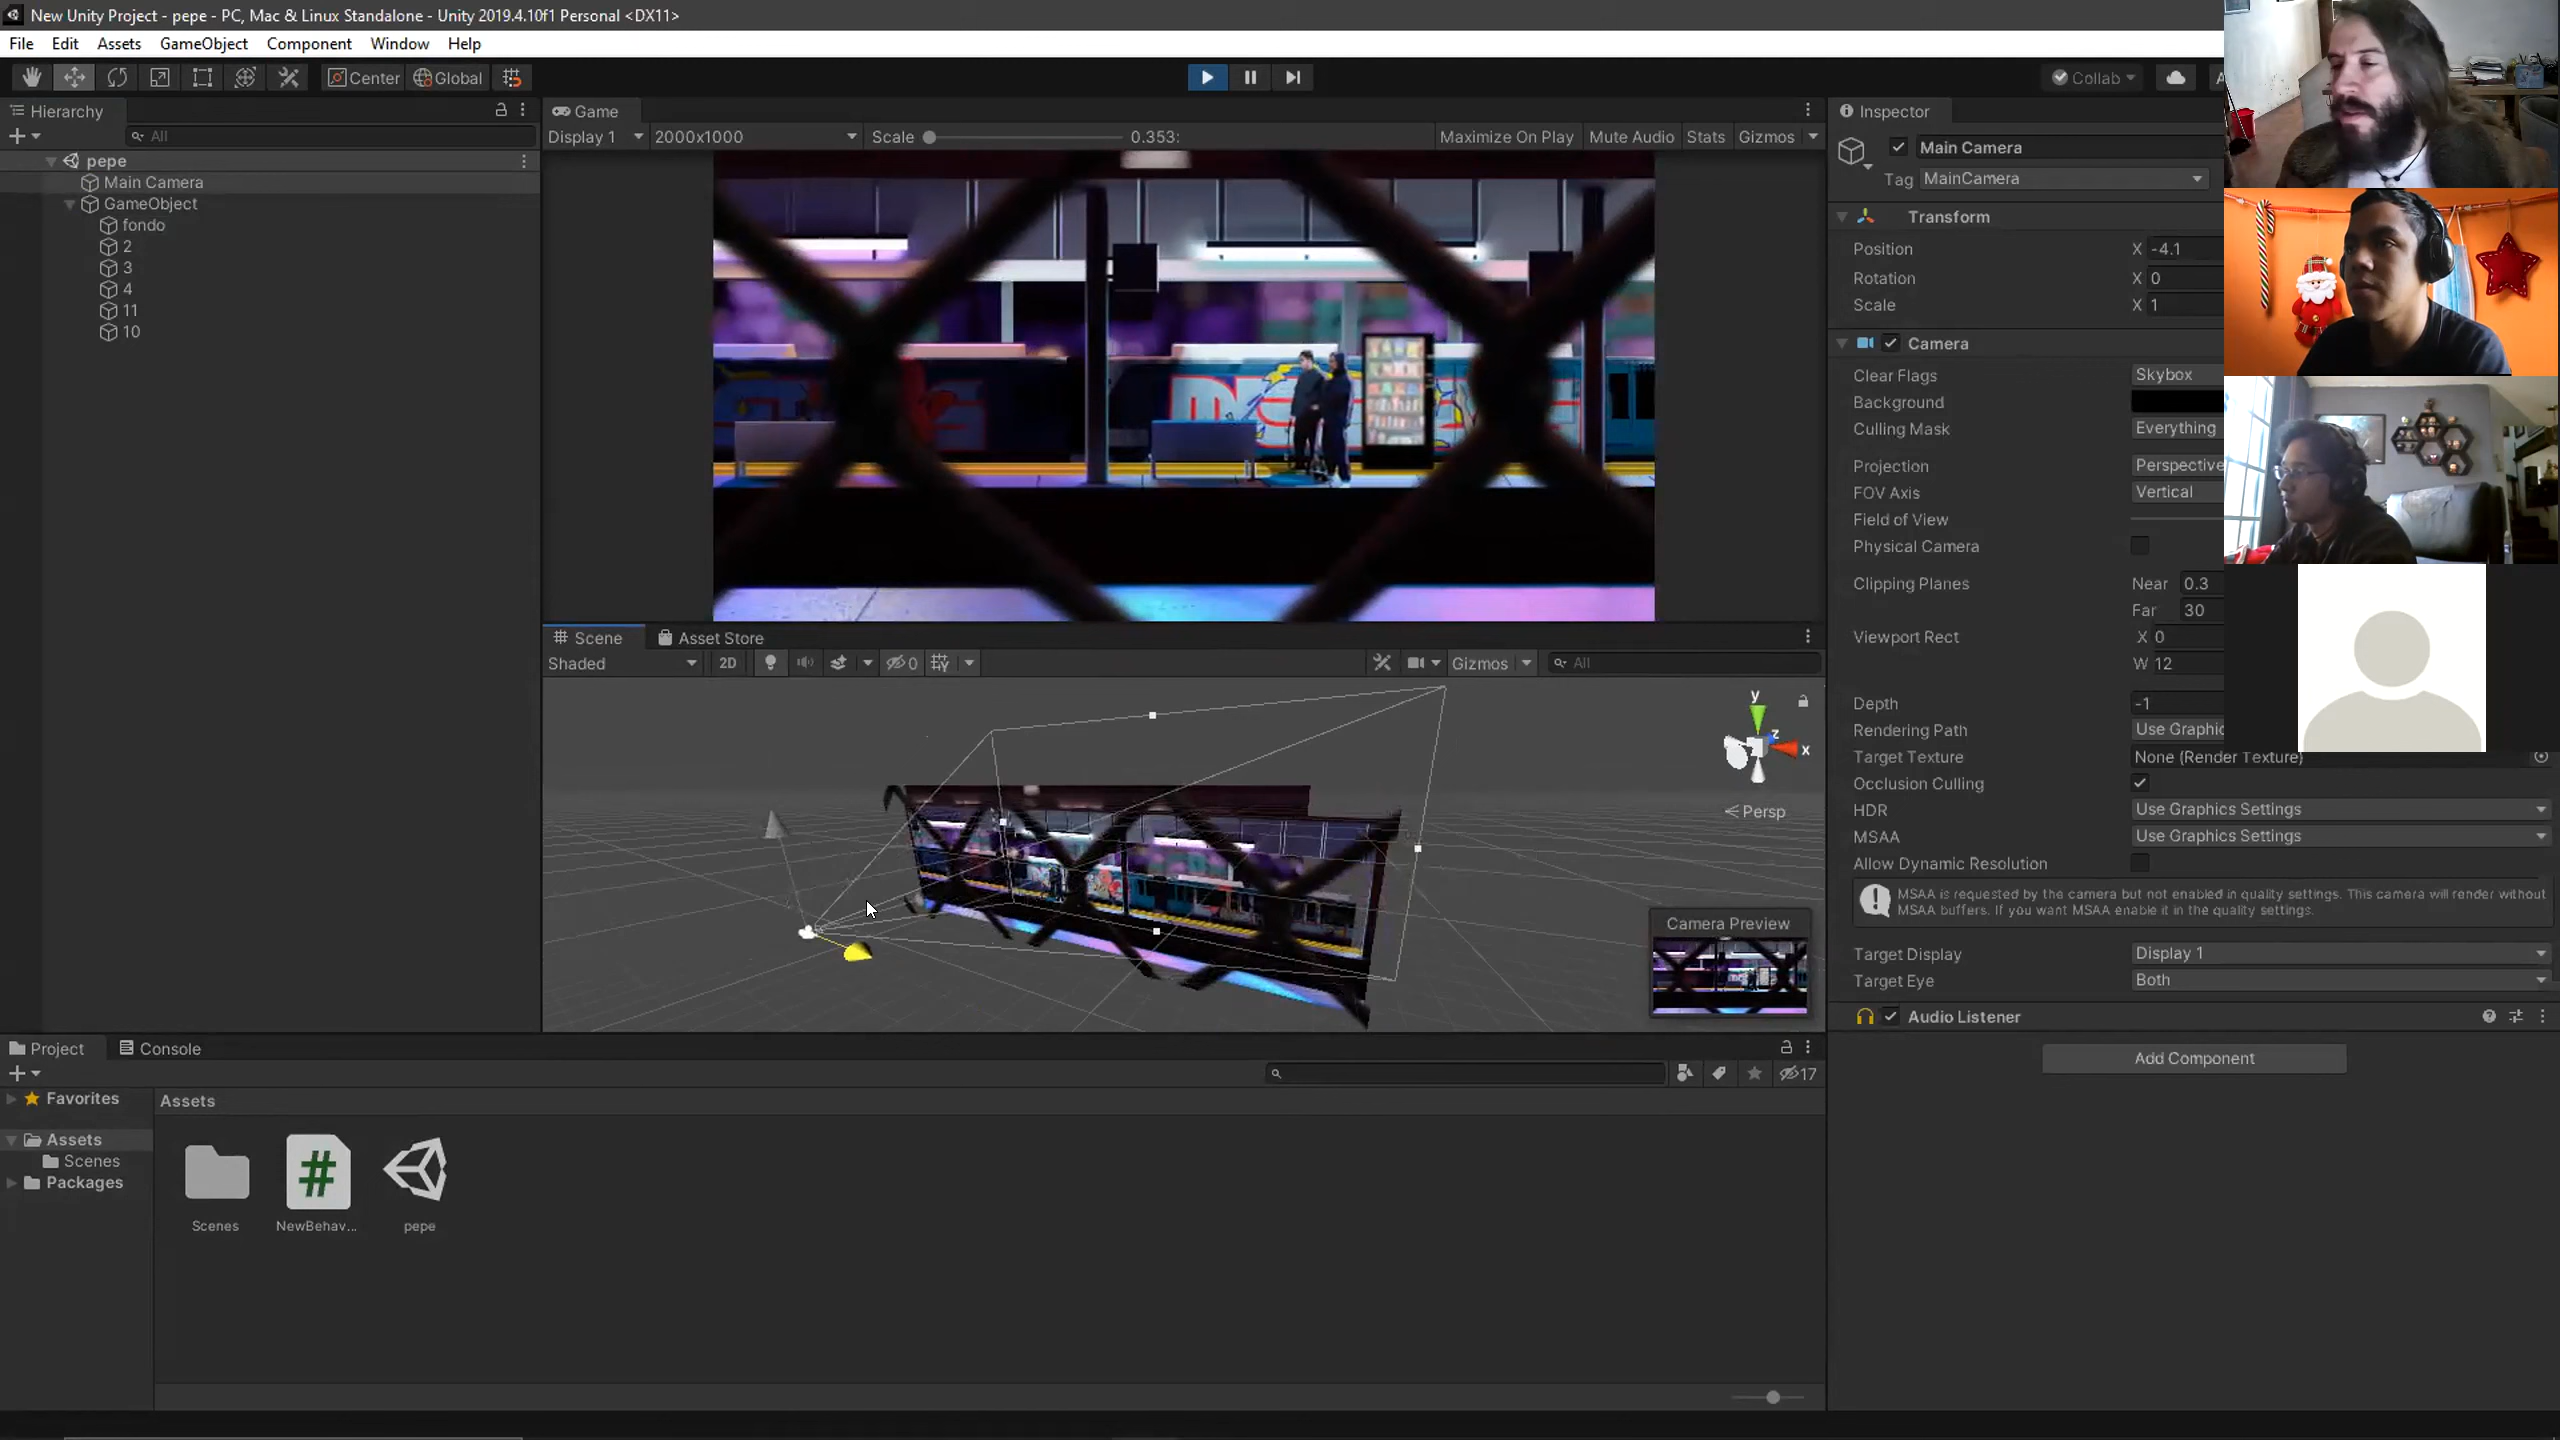 New Unity Project - pepe - PC, Mac & Linux Standalone - Unity 2019.4.10f1 Personal <DX11>
File Edit Assets GameObject Component Window Help
Center Global
Collab
Hierarchy
All
pepe
Main Camera
GameObject
fondo
2
3
4
11
10
Game
Display 1 2000x1000 Scale 0.353: Maximize On Play Mute Audio Stats Gizmos
Scene Asset Store
Shaded 2D 0 Gizmos All
y
z
x
Persp
Camera Preview
Inspector
Main Camera
Tag MainCamera
Transform
Position X -4.1
Rotation X 0
Scale X 1
Camera
Clear Flags Skybox
Background
Culling Mask Everything
Projection Perspective
FOV Axis Vertical
Field of View
Physical Camera
Clipping Planes Near 0.3
Far 30
Viewport Rect X 0
W 12
Depth -1
Rendering Path Use Graphic
Target Texture None (Render Texture)
Occlusion Culling
HDR Use Graphics Settings
MSAA Use Graphics Settings
Allow Dynamic Resolution
MSAA is requested by the camera but not enabled in quality settings. This camera will render without
MSAA buffers. If you want MSAA enable it in the quality settings.
Target Display Display 1
Target Eye Both
Audio Listener
Add Component
Project Console
17
Favorites
Assets
Scenes
Packages
Assets
Scenes NewBehav... pepe